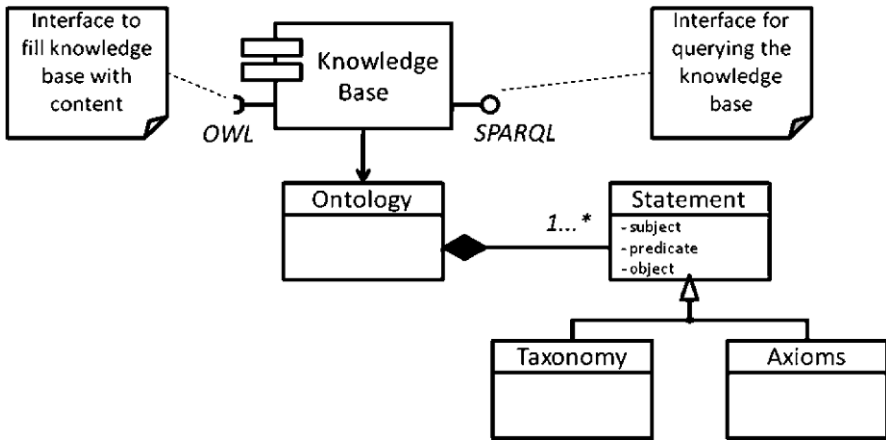 Interface to
fill knowledge
base with
content
Knowledge
Base
Interface for
querying the
knowledge
base
OWL
SPARQL
Ontology
1...*
Statement
-subject
-predicate
-object
Taxonomy
Axioms